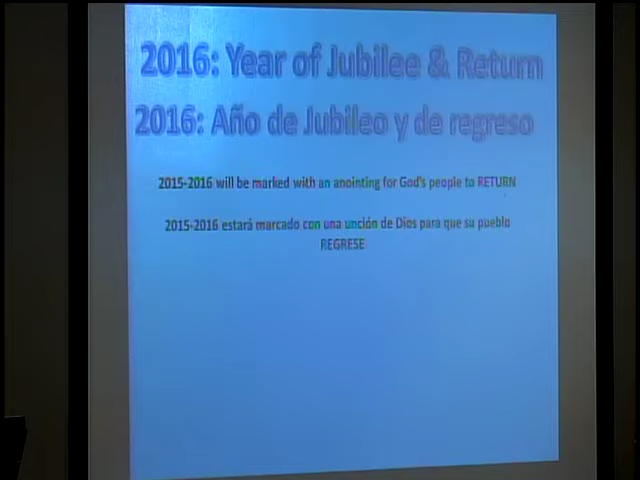 2016: Year of Jubilee & Return
2016: Año de Jubileo y de regreso
2015-2016 will be marked with an anointing for God's people to RETURN
2015-2016 estará marcado con una unción de Dios para que su pueblo
REGRESE